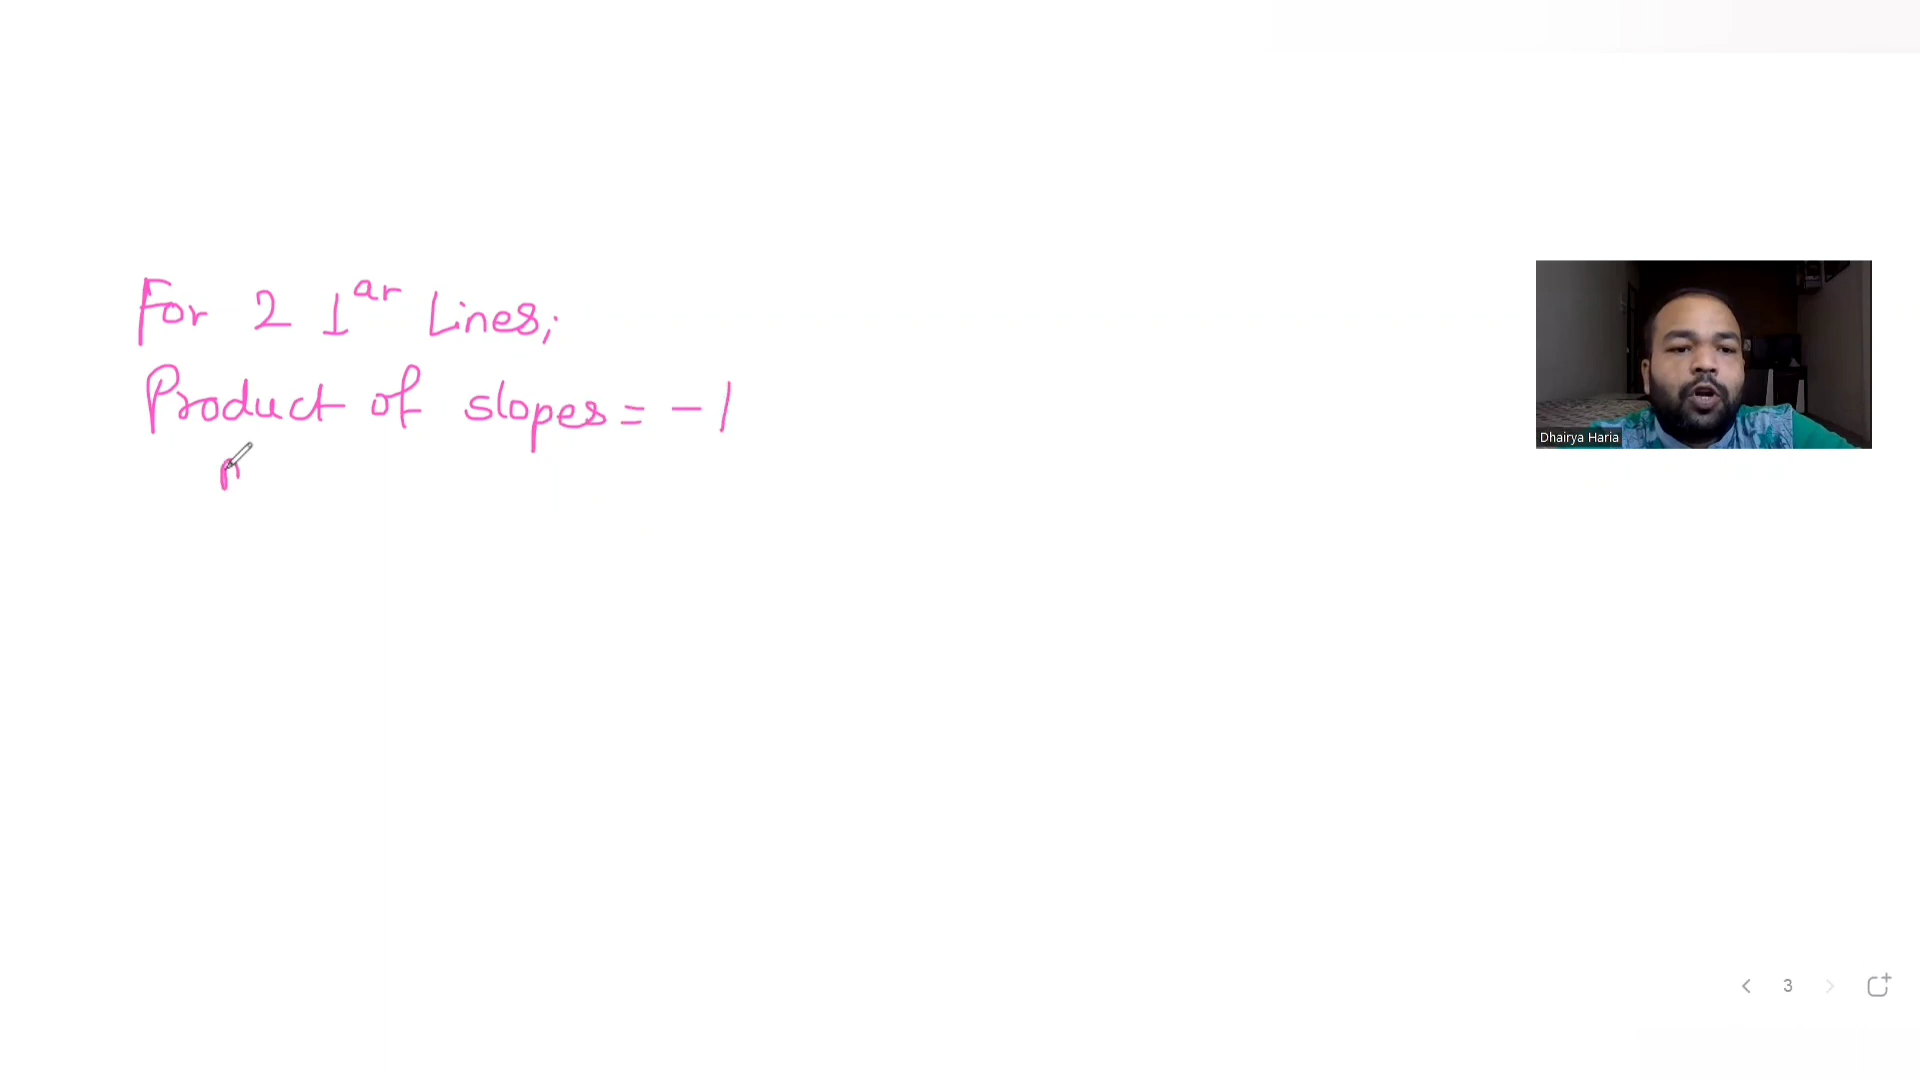 For 2 ⊥ar Lines;
Product of slopes = -1
Dhairya Haria
3